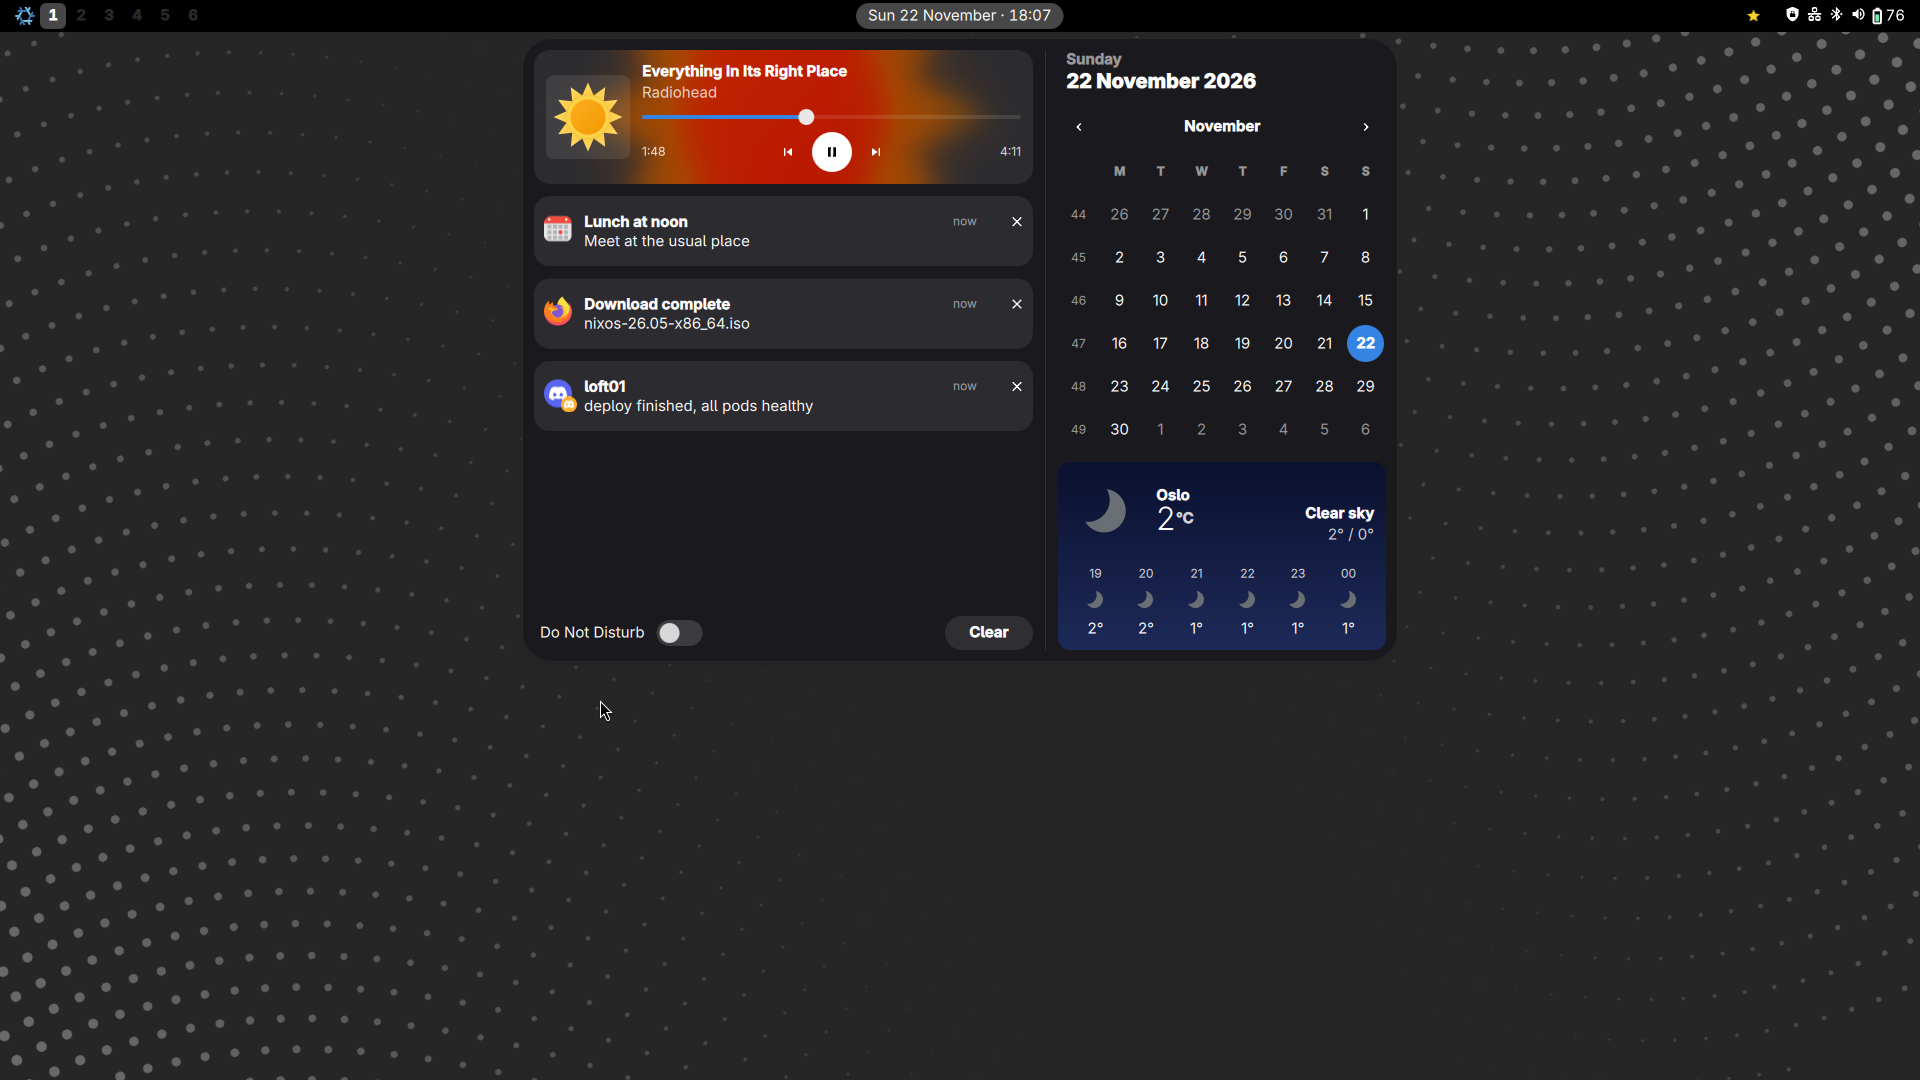 1 2 3 4 5 6
Sun 22 November · 18:07
76
Everything In Its Right Place
Radiohead
1:48
4:11
Lunch at noon
now
Meet at the usual place
Download complete
now
nixos-26.05-x86_64.iso
loft01
now
deploy finished, all pods healthy
Do Not Disturb
Clear
Sunday
22 November 2026
November
M T W T F S S
44 26 27 28 29 30 31 1
45 2 3 4 5 6 7 8
46 9 10 11 12 13 14 15
47 16 17 18 19 20 21 22
48 23 24 25 26 27 28 29
49 30 1 2 3 4 5 6
Oslo
2°C
Clear sky
2° / 0°
19 20 21 22 23 00
2° 2° 1° 1° 1° 1°